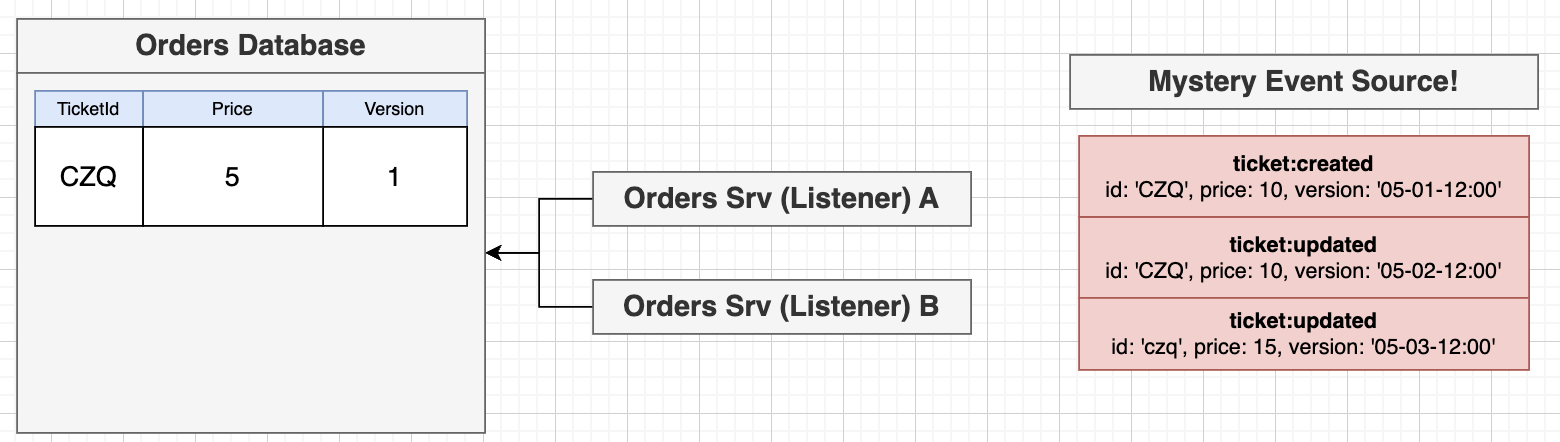 Orders Database
TicketId Price Version
CZQ 5 1
Orders Srv (Listener) A
Orders Srv (Listener) B
Mystery Event Source!
ticket:created
id: 'CZQ', price: 10, version: '05-01-12:00'
ticket:updated
id: 'CZQ', price: 10, version: '05-02-12:00'
ticket:updated
id: 'czq', price: 15, version: '05-03-12:00'